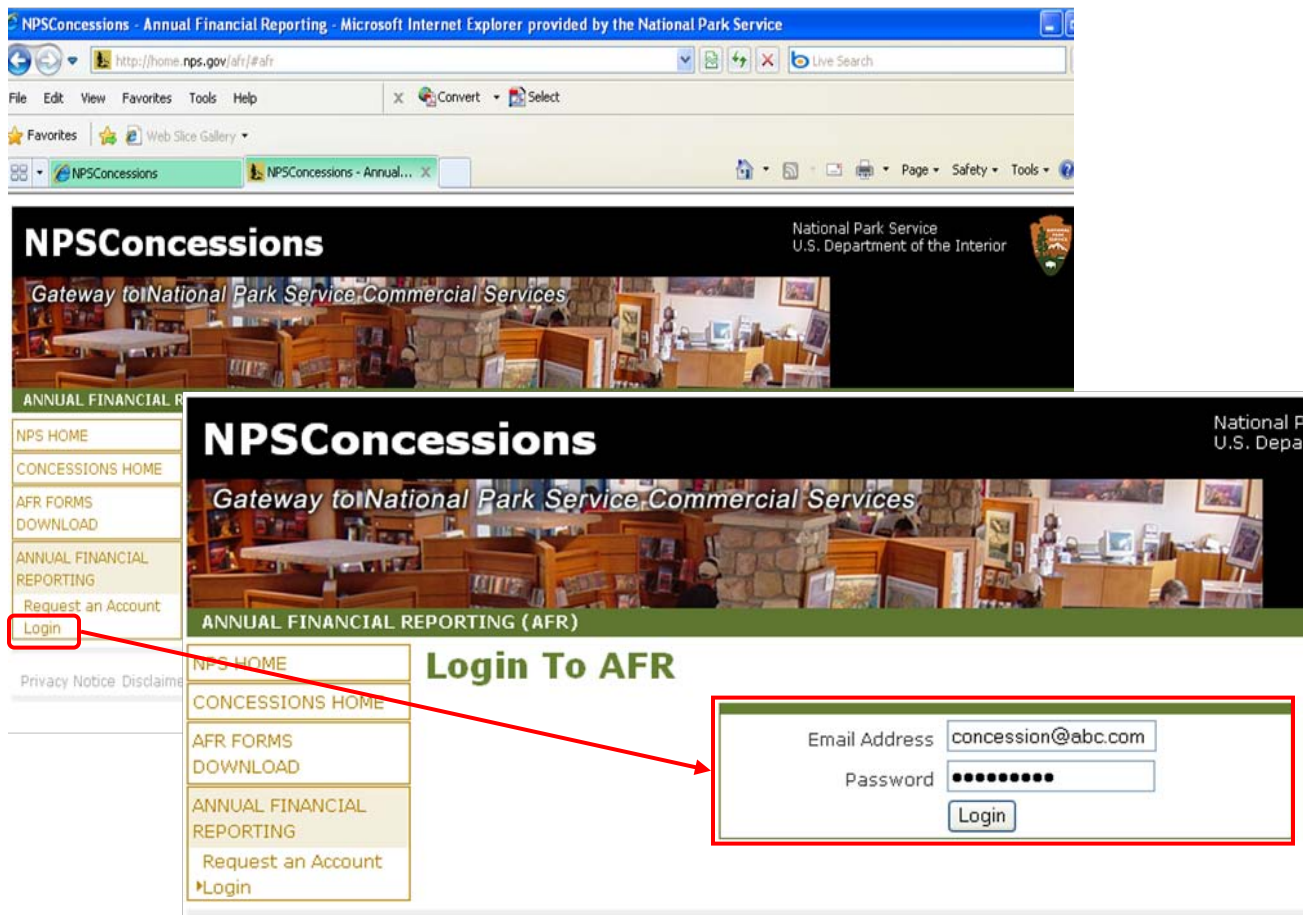 NPSConcessions - Annual Financial Reporting - Microsoft Internet Explorer provided by the National Park Service
http://home.nps.gov/afr/#afr
Live Search
File Edit View Favorites Tools Help
x Convert Select
Favorites Web Slice Gallery
NPSConcessions
NPSConcessions - Annual...
Page Safety Tools
NPSConcessions
National Park Service
U.S. Department of the Interior
Gateway to National Park Service Commercial Services
ANNUAL FINANCIAL R
NPS HOME
CONCESSIONS HOME
AFR FORMS
DOWNLOAD
ANNUAL FINANCIAL
REPORTING
Request an Account
Login
Privacy Notice Disclaime
NPSConcessions
National P
U.S. Depa
Gateway to National Park Service Commercial Services
ANNUAL FINANCIAL REPORTING (AFR)
NPS HOME
CONCESSIONS HOME
AFR FORMS
DOWNLOAD
ANNUAL FINANCIAL
REPORTING
Request an Account
Login
Login To AFR
Email Address concession@abc.com
Password •••••••••
Login